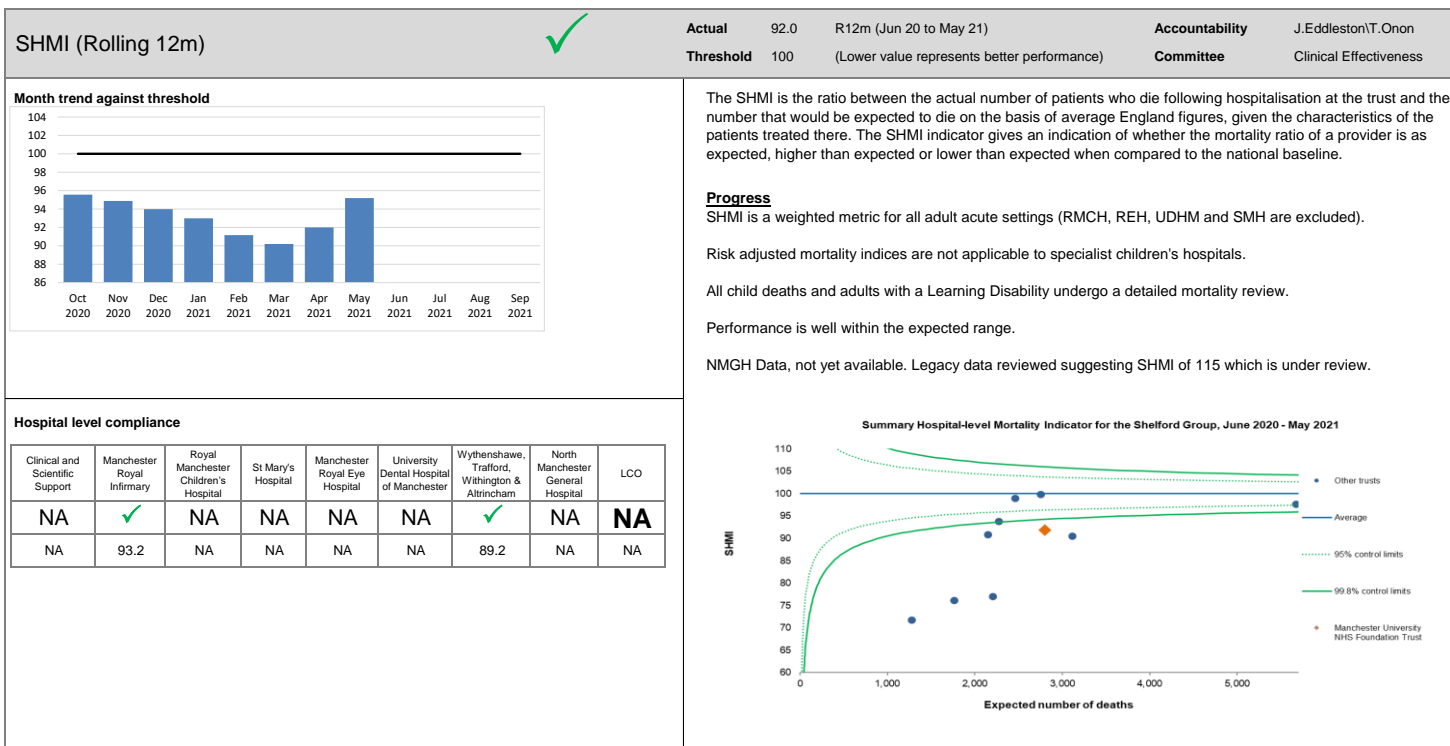 SHMI (Rolling 12m)
Actual 92.0 R12m (Jun 20 to May 21) Accountability J.Eddleston\T.Onon
Threshold 100 (Lower value represents better performance) Committee Clinical Effectiveness
Month trend against threshold
104
102
100
98
96
94
92
90
88
86
Oct Nov Dec Jan Feb Mar Apr May Jun Jul Aug Sep
2020 2020 2020 2021 2021 2021 2021 2021 2021 2021 2021 2021
The SHMI is the ratio between the actual number of patients who die following hospitalisation at the trust and the
number that would be expected to die on the basis of average England figures, given the characteristics of the
patients treated there. The SHMI indicator gives an indication of whether the mortality ratio of a provider is as
expected, higher than expected or lower than expected when compared to the national baseline.
Progress
SHMI is a weighted metric for all adult acute settings (RMCH, REH, UDHM and SMH are excluded).
Risk adjusted mortality indices are not applicable to specialist children's hospitals.
All child deaths and adults with a Learning Disability undergo a detailed mortality review.
Performance is well within the expected range.
NMGH Data, not yet available. Legacy data reviewed suggesting SHMI of 115 which is under review.
Hospital level compliance
Clinical and
Scientific
Support
Manchester
Royal
Infirmary
Royal
Manchester
Children's
Hospital
St Mary's
Hospital
Manchester
Royal Eye
Hospital
University
Dental Hospital
of Manchester
Wythenshawe,
Trafford,
Withington &
Altrincham
North
Manchester
General
Hospital
LCO
NA ✓ NA NA NA NA ✓ NA NA
NA 93.2 NA NA NA NA 89.2 NA NA
Summary Hospital-level Mortality Indicator for the Shelford Group, June 2020 - May 2021
SHMI
110
105
100
95
90
85
80
75
70
65
60
0 1,000 2,000 3,000 4,000 5,000
Expected number of deaths
Other trusts
Average
95% control limits
99.8% control limits
Manchester University
NHS Foundation Trust